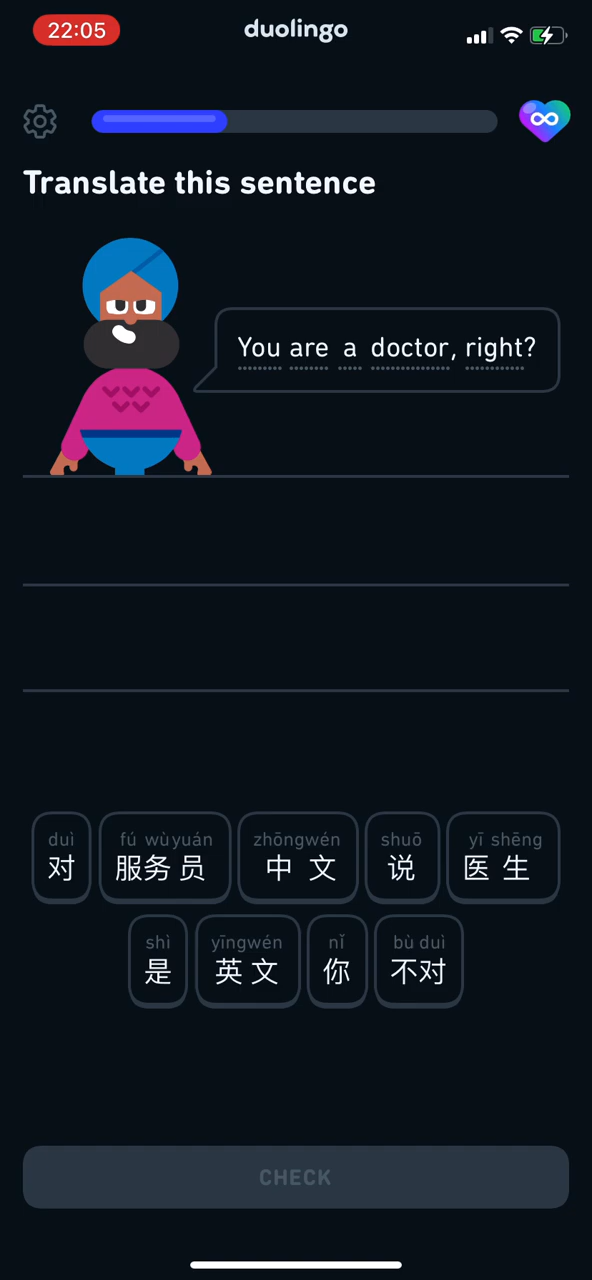 22:05
duolingo
Translate this sentence
You are a doctor, right?
duì fú wùyuán zhōngwén shuō yī shēng
对 服务员 中文 说 医生
shì yīngwén nǐ bù duì
是 英文 你 不对
CHECK